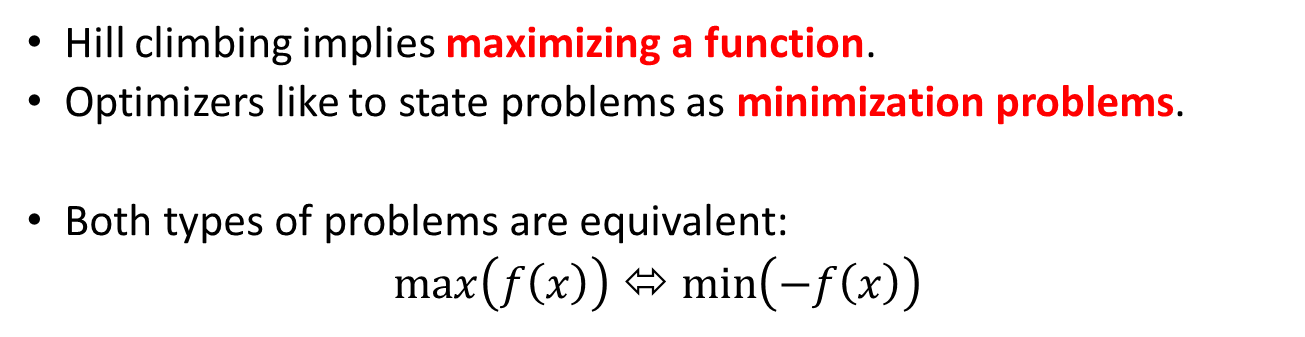 • Hill climbing implies maximizing a function.
• Optimizers like to state problems as minimization problems.
• Both types of problems are equivalent:
max(f(x)) ⬄ min(−f(x))